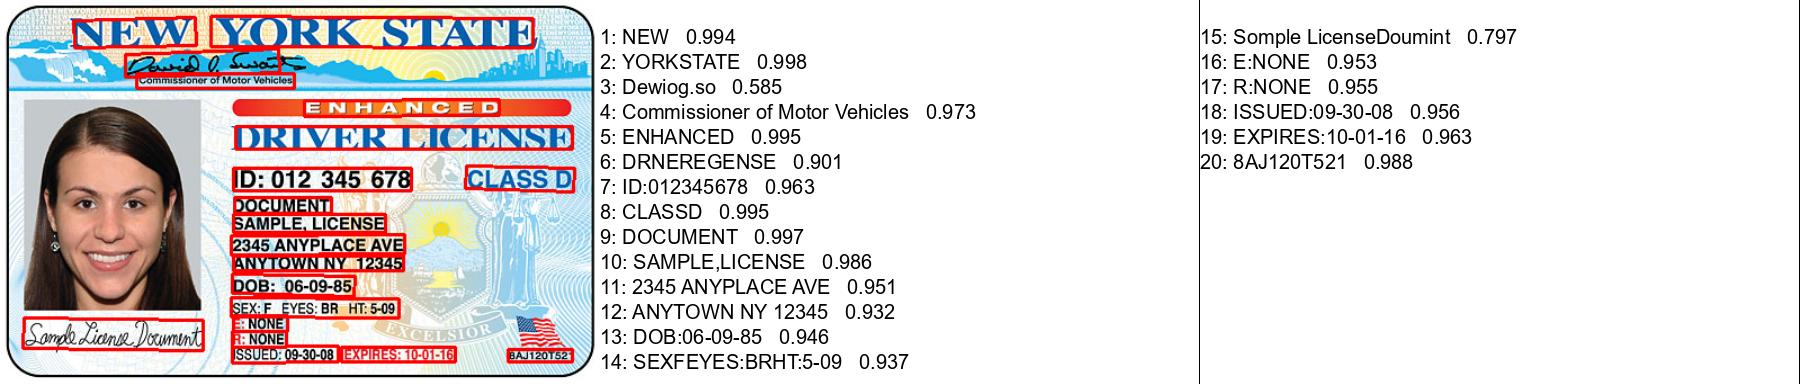 NEW YORK STATE
David J. Swarts
Commissioner of Motor Vehicles
ENHANCED
DRIVER LICENSE
ID: 012 345 678 CLASS D
DOCUMENT
SAMPLE, LICENSE
2345 ANYPLACE AVE
ANYTOWN NY 12345
DOB: 06-09-85
SEX: F EYES: BR HT: 5-09
E: NONE
R: NONE
ISSUED: 09-30-08 EXPIRES: 10-01-16
Sample License Document
EXCELSIOR
8AJ120T521
1: NEW 0.994
2: YORKSTATE 0.998
3: Dewiog.so 0.585
4: Commissioner of Motor Vehicles 0.973
5: ENHANCED 0.995
6: DRNEREGENSE 0.901
7: ID:012345678 0.963
8: CLASSD 0.995
9: DOCUMENT 0.997
10: SAMPLE,LICENSE 0.986
11: 2345 ANYPLACE AVE 0.951
12: ANYTOWN NY 12345 0.932
13: DOB:06-09-85 0.946
14: SEXFEYES:BRHT:5-09 0.937
15: Somple LicenseDoumint 0.797
16: E:NONE 0.953
17: R:NONE 0.955
18: ISSUED:09-30-08 0.956
19: EXPIRES:10-01-16 0.963
20: 8AJ120T521 0.988